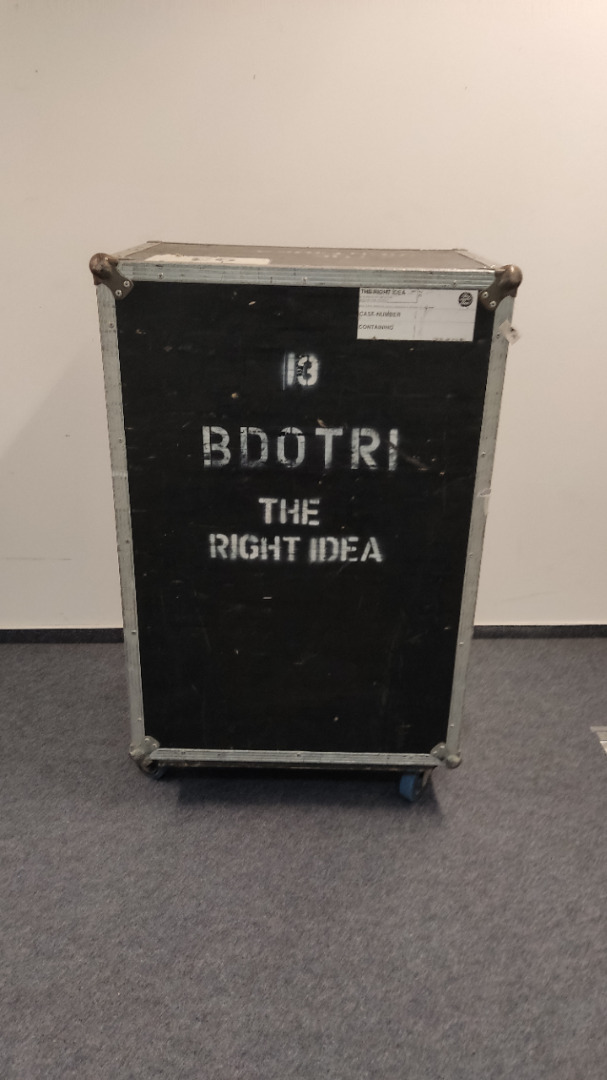 THE RIGHT IDEA
CASE NUMBER
CONTAINING
13
BDOTRI
THE
RIGHT IDEA